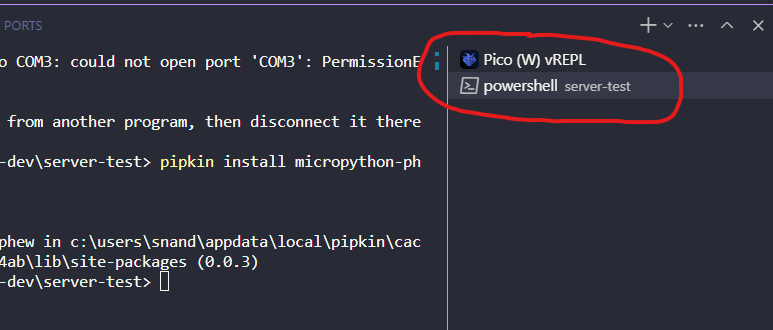 PORTS
o COM3: could not open port 'COM3': PermissionE
from another program, then disconnect it there
-dev\server-test> pipkin install micropython-ph
phew in c:\users\snand\appdata\local\pipkin\cac
4ab\lib\site-packages (0.0.3)
-dev\server-test>
Pico (W) vREPL
powershell server-test